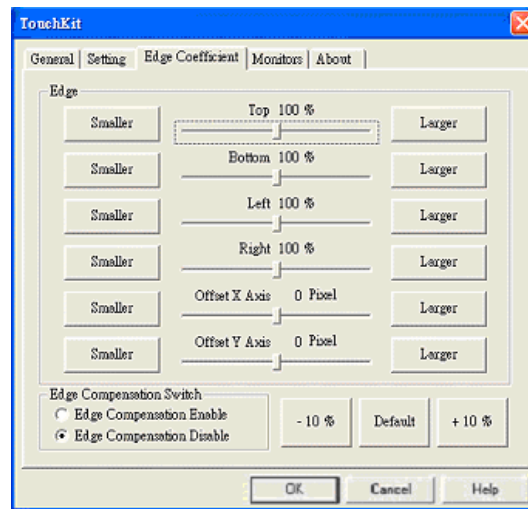 TouchKit
General Setting Edge Coefficient Monitors About
Edge
Smaller Top 100 % Larger
Smaller Bottom 100 % Larger
Smaller Left 100 % Larger
Smaller Right 100 % Larger
Smaller Offset X Axis 0 Pixel Larger
Smaller Offset Y Axis 0 Pixel Larger
Edge Compensation Switch
Edge Compensation Enable
Edge Compensation Disable
- 10 % Default + 10 %
OK Cancel Help